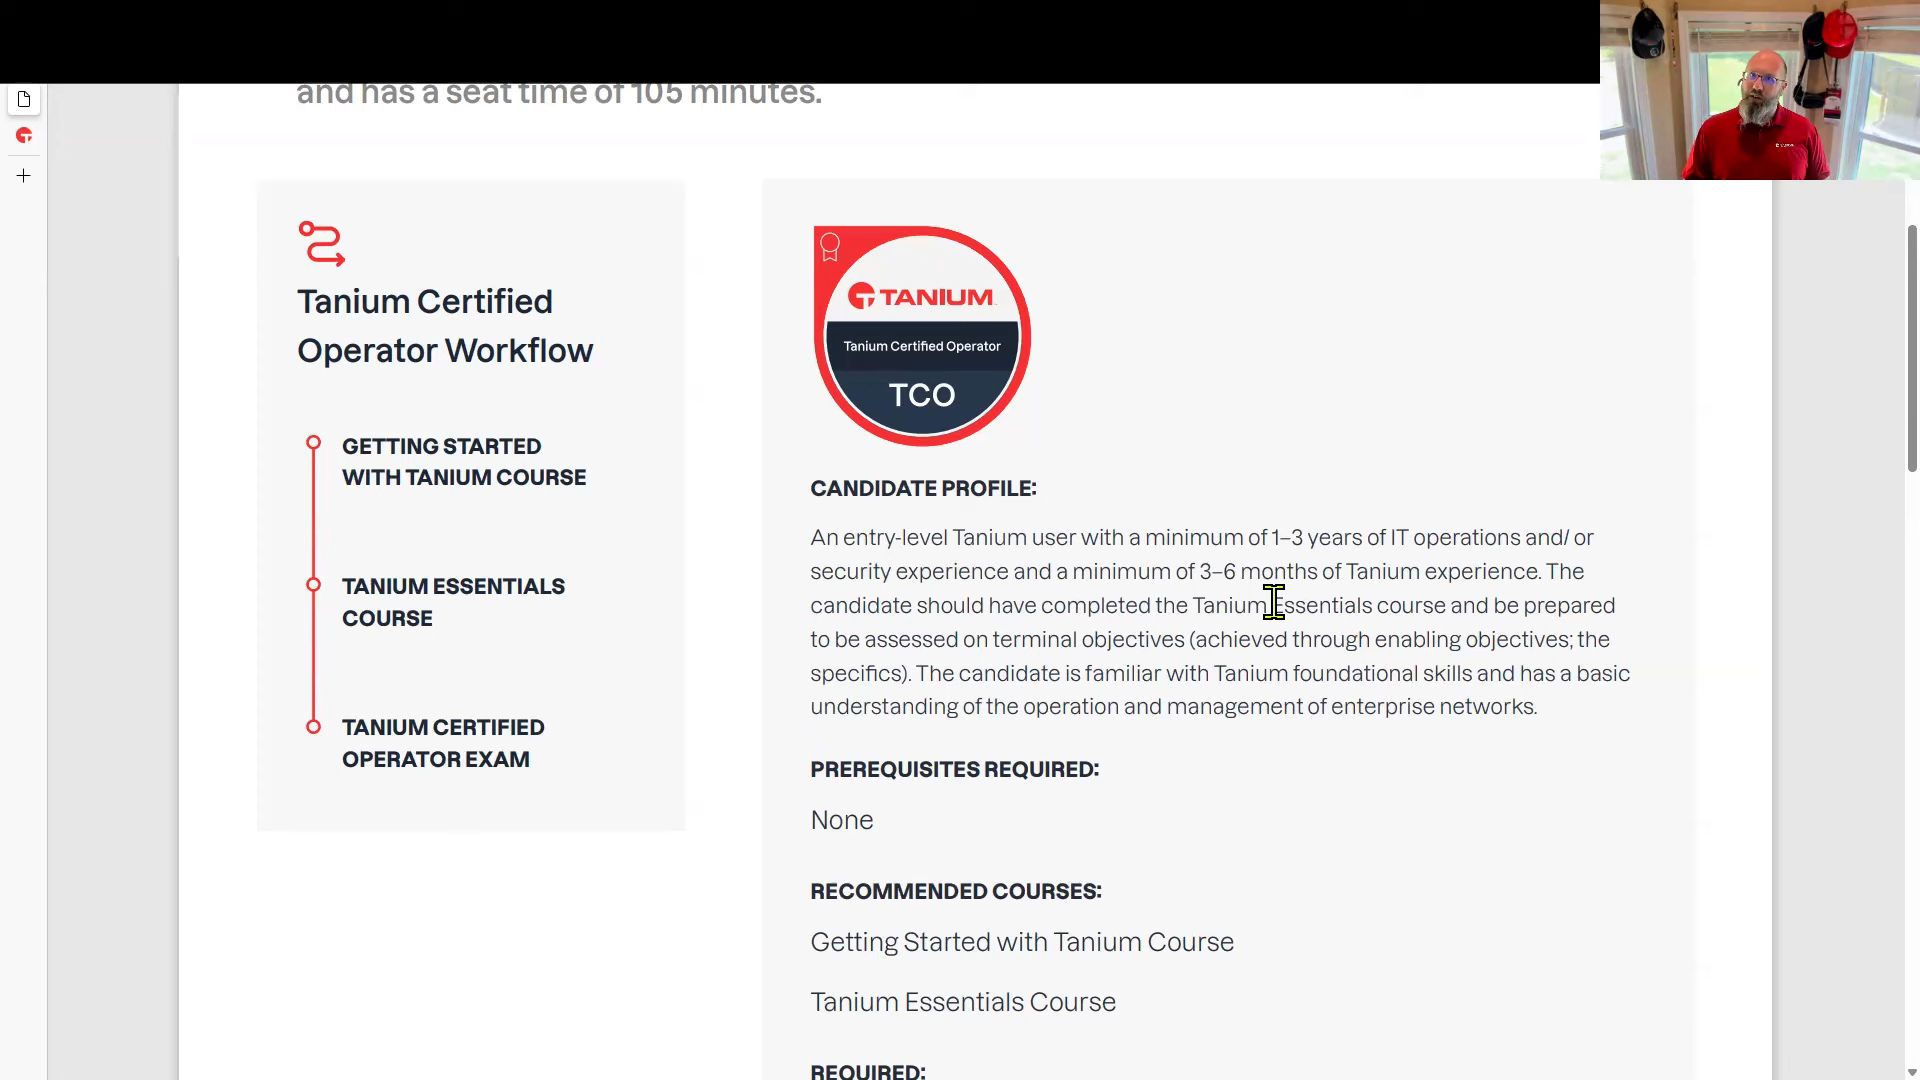 and has a seat time of 105 minutes.
Tanium Certified
Operator Workflow
GETTING STARTED
WITH TANIUM COURSE
TANIUM ESSENTIALS
COURSE
TANIUM CERTIFIED
OPERATOR EXAM
TANIUM
Tanium Certified Operator
TCO
CANDIDATE PROFILE:
An entry-level Tanium user with a minimum of 1–3 years of IT operations and/ or
security experience and a minimum of 3–6 months of Tanium experience. The
candidate should have completed the Tanium Essentials course and be prepared
to be assessed on terminal objectives (achieved through enabling objectives; the
specifics). The candidate is familiar with Tanium foundational skills and has a basic
understanding of the operation and management of enterprise networks.
PREREQUISITES REQUIRED:
None
RECOMMENDED COURSES:
Getting Started with Tanium Course
Tanium Essentials Course
REQUIRED: